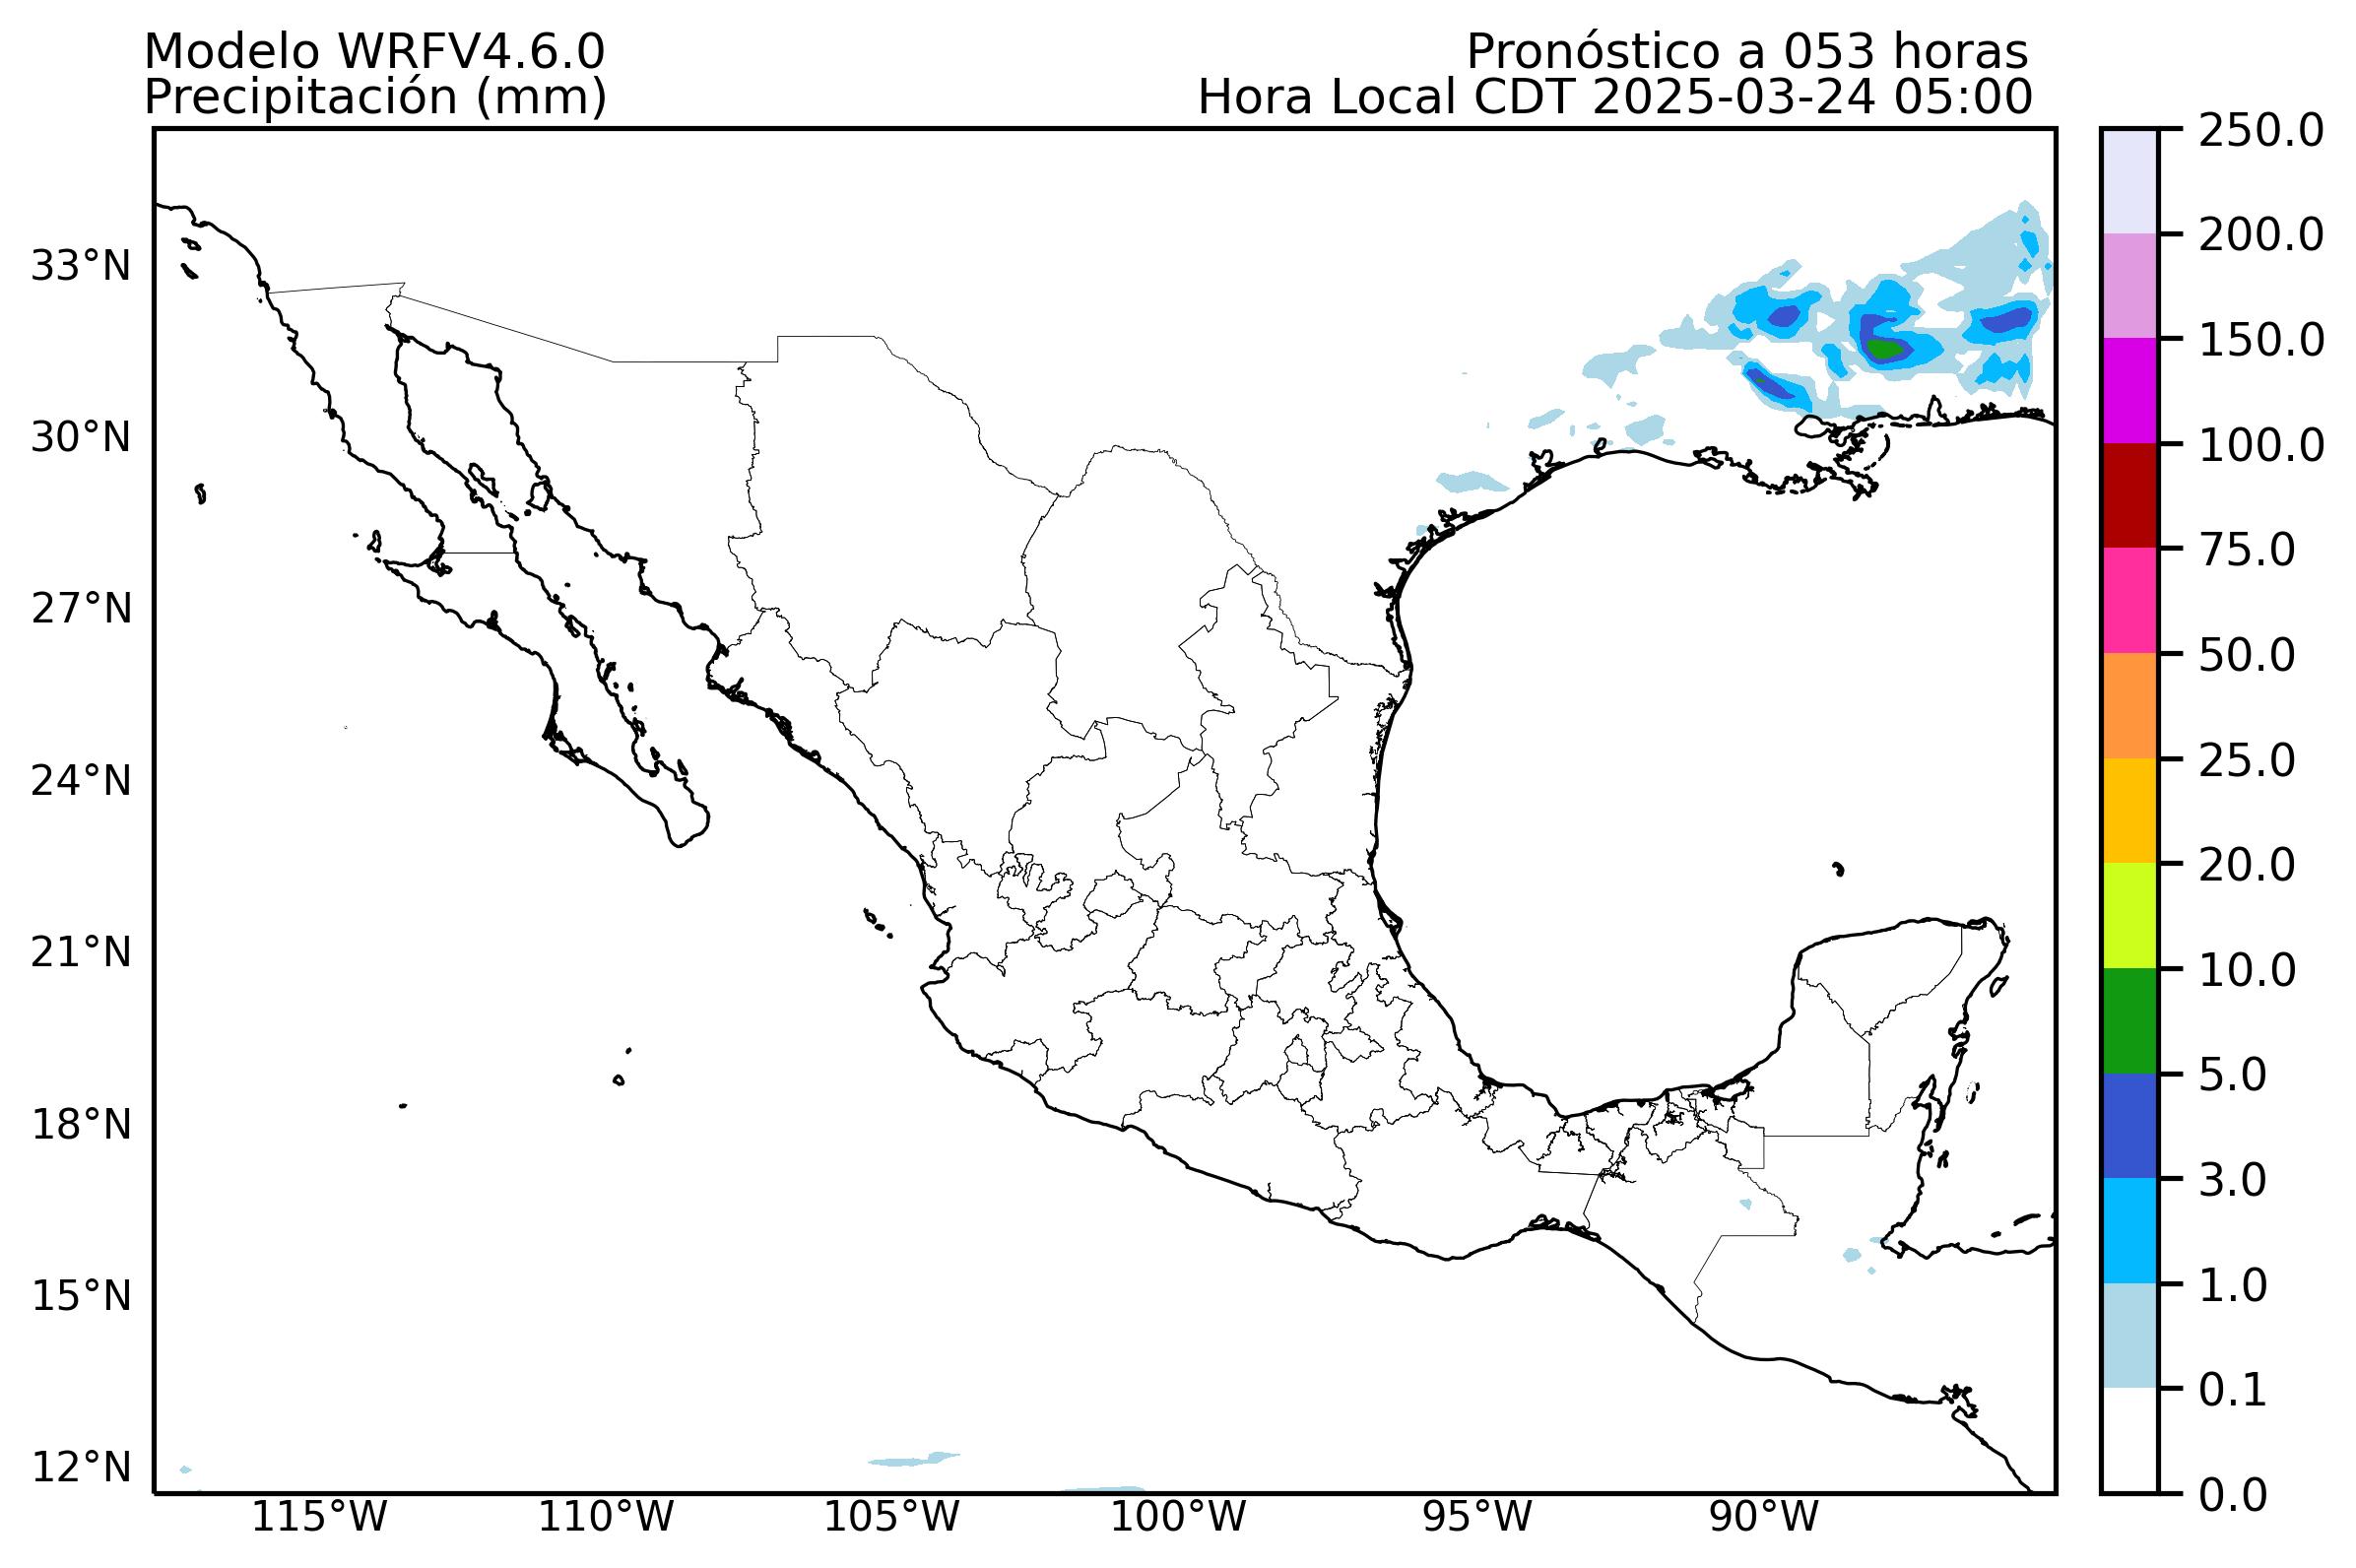 Modelo WRFV4.6.0
Precipitación (mm)
Pronóstico a 053 horas
Hora Local CDT 2025-03-24 05:00
33°N
30°N
27°N
24°N
21°N
18°N
15°N
12°N
115°W
110°W
105°W
100°W
95°W
90°W
250.0
200.0
150.0
100.0
75.0
50.0
25.0
20.0
10.0
5.0
3.0
1.0
0.1
0.0